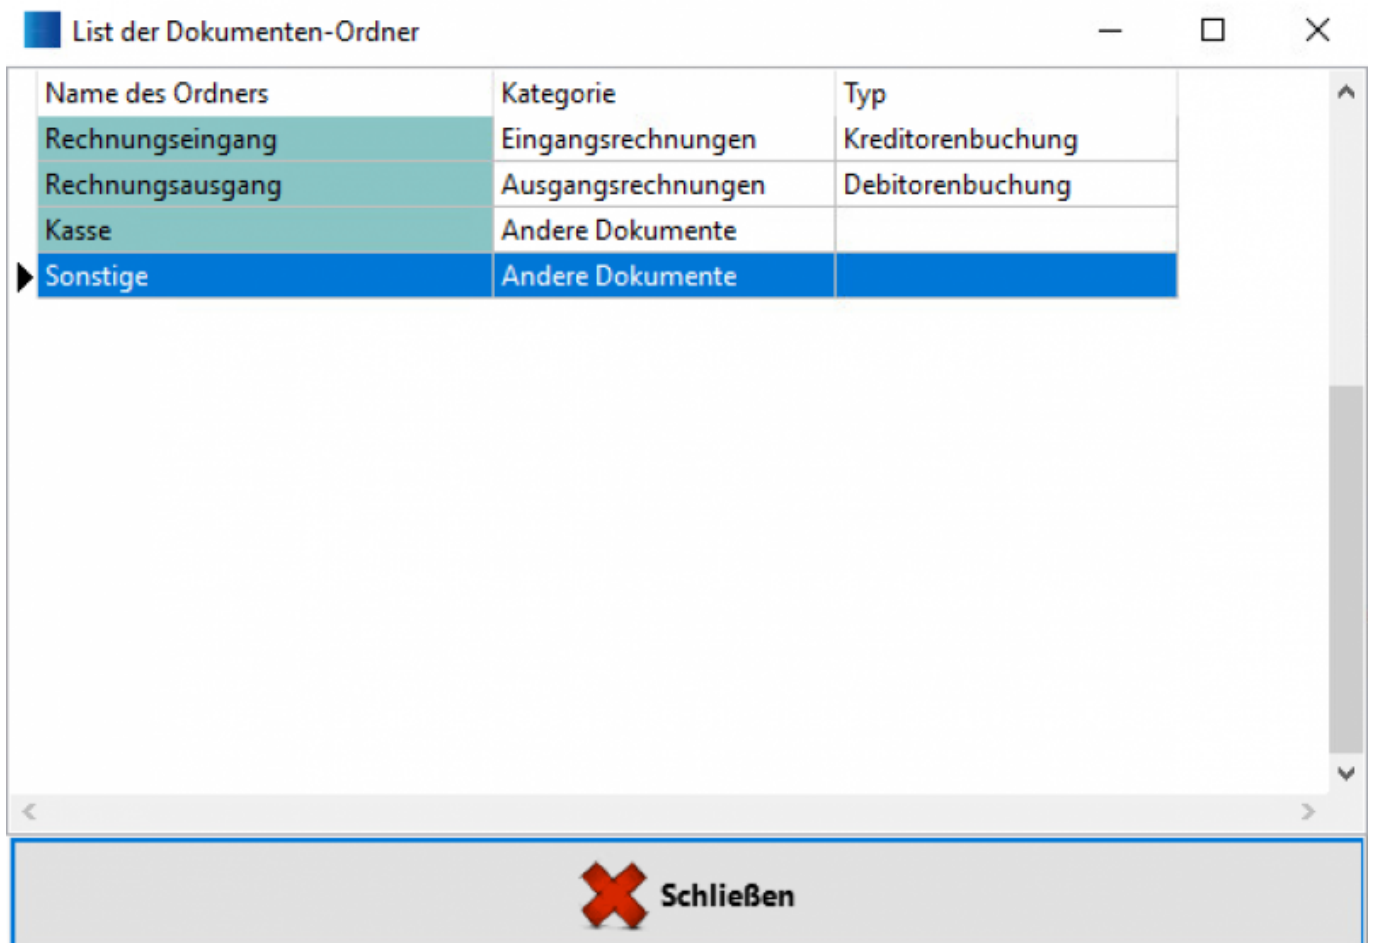 List der Dokumenten-Ordner
Name des Ordners Kategorie Typ
Rechnungseingang Eingangsrechnungen Kreditorenbuchung
Rechnungsausgang Ausgangsrechnungen Debitorenbuchung
Kasse Andere Dokumente
Sonstige Andere Dokumente
Schließen